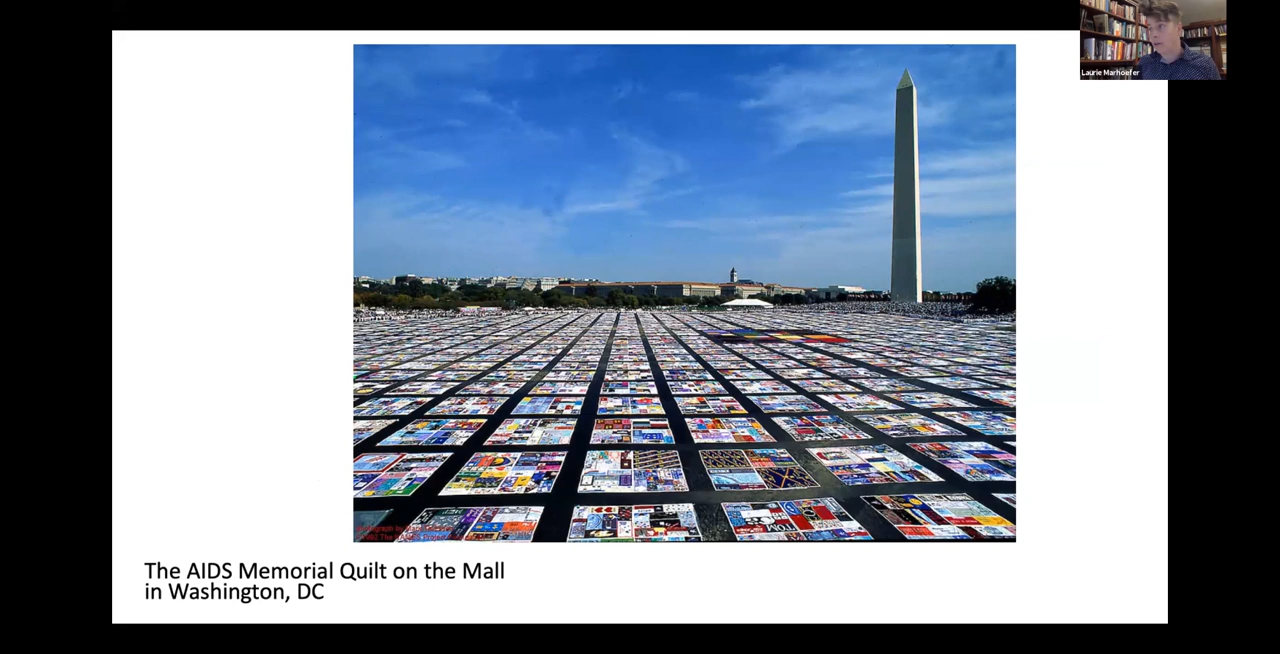 Laurie Marhoefer
The AIDS Memorial Quilt on the Mall
in Washington, DC